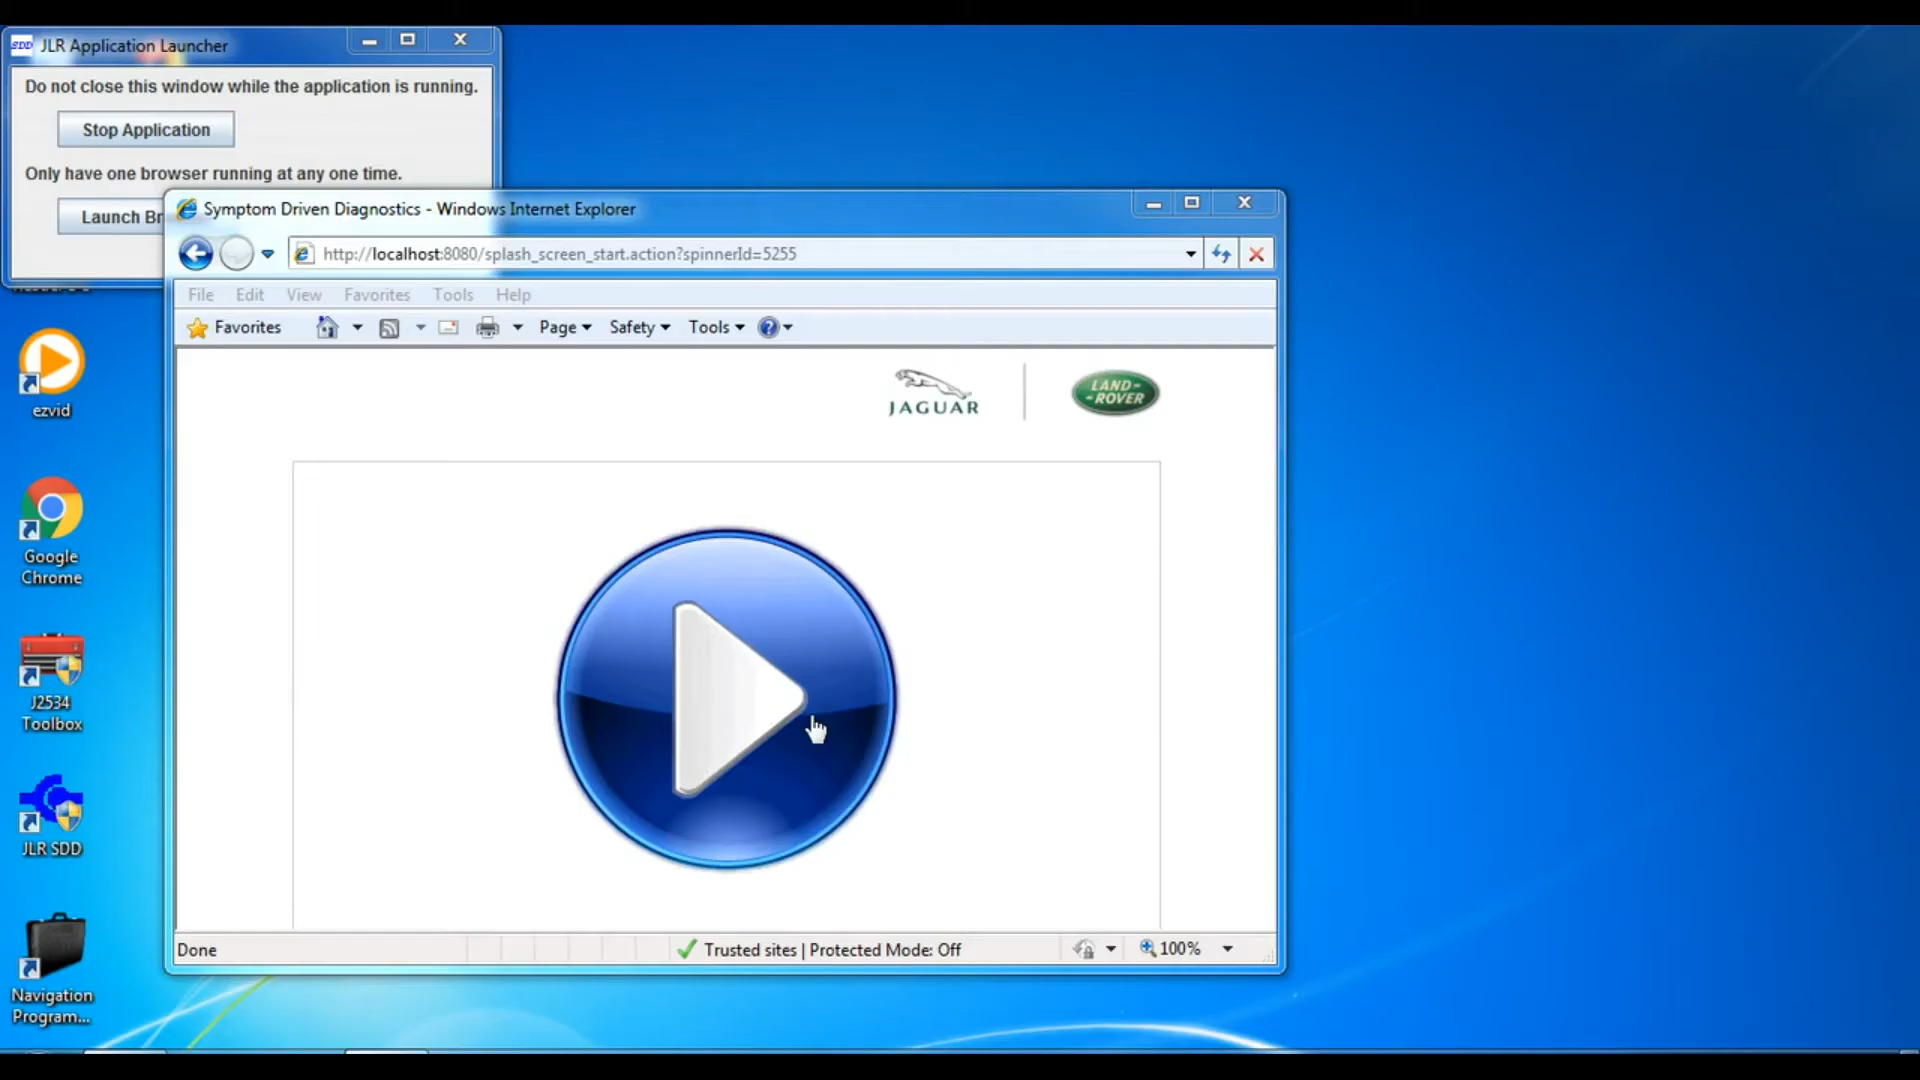 SDD JLR Application Launcher
Do not close this window while the application is running.
Stop Application
Only have one browser running at any one time.
Launch Br
Symptom Driven Diagnostics - Windows Internet Explorer
http://localhost:8080/splash_screen_start.action?spinnerId=5255
File Edit View Favorites Tools Help
Favorites Page Safety Tools
JAGUAR
LAND-
-ROVER
ezvid
Google
Chrome
J2534
Toolbox
JLR SDD
Navigation
Program...
Done Trusted sites | Protected Mode: Off 100%